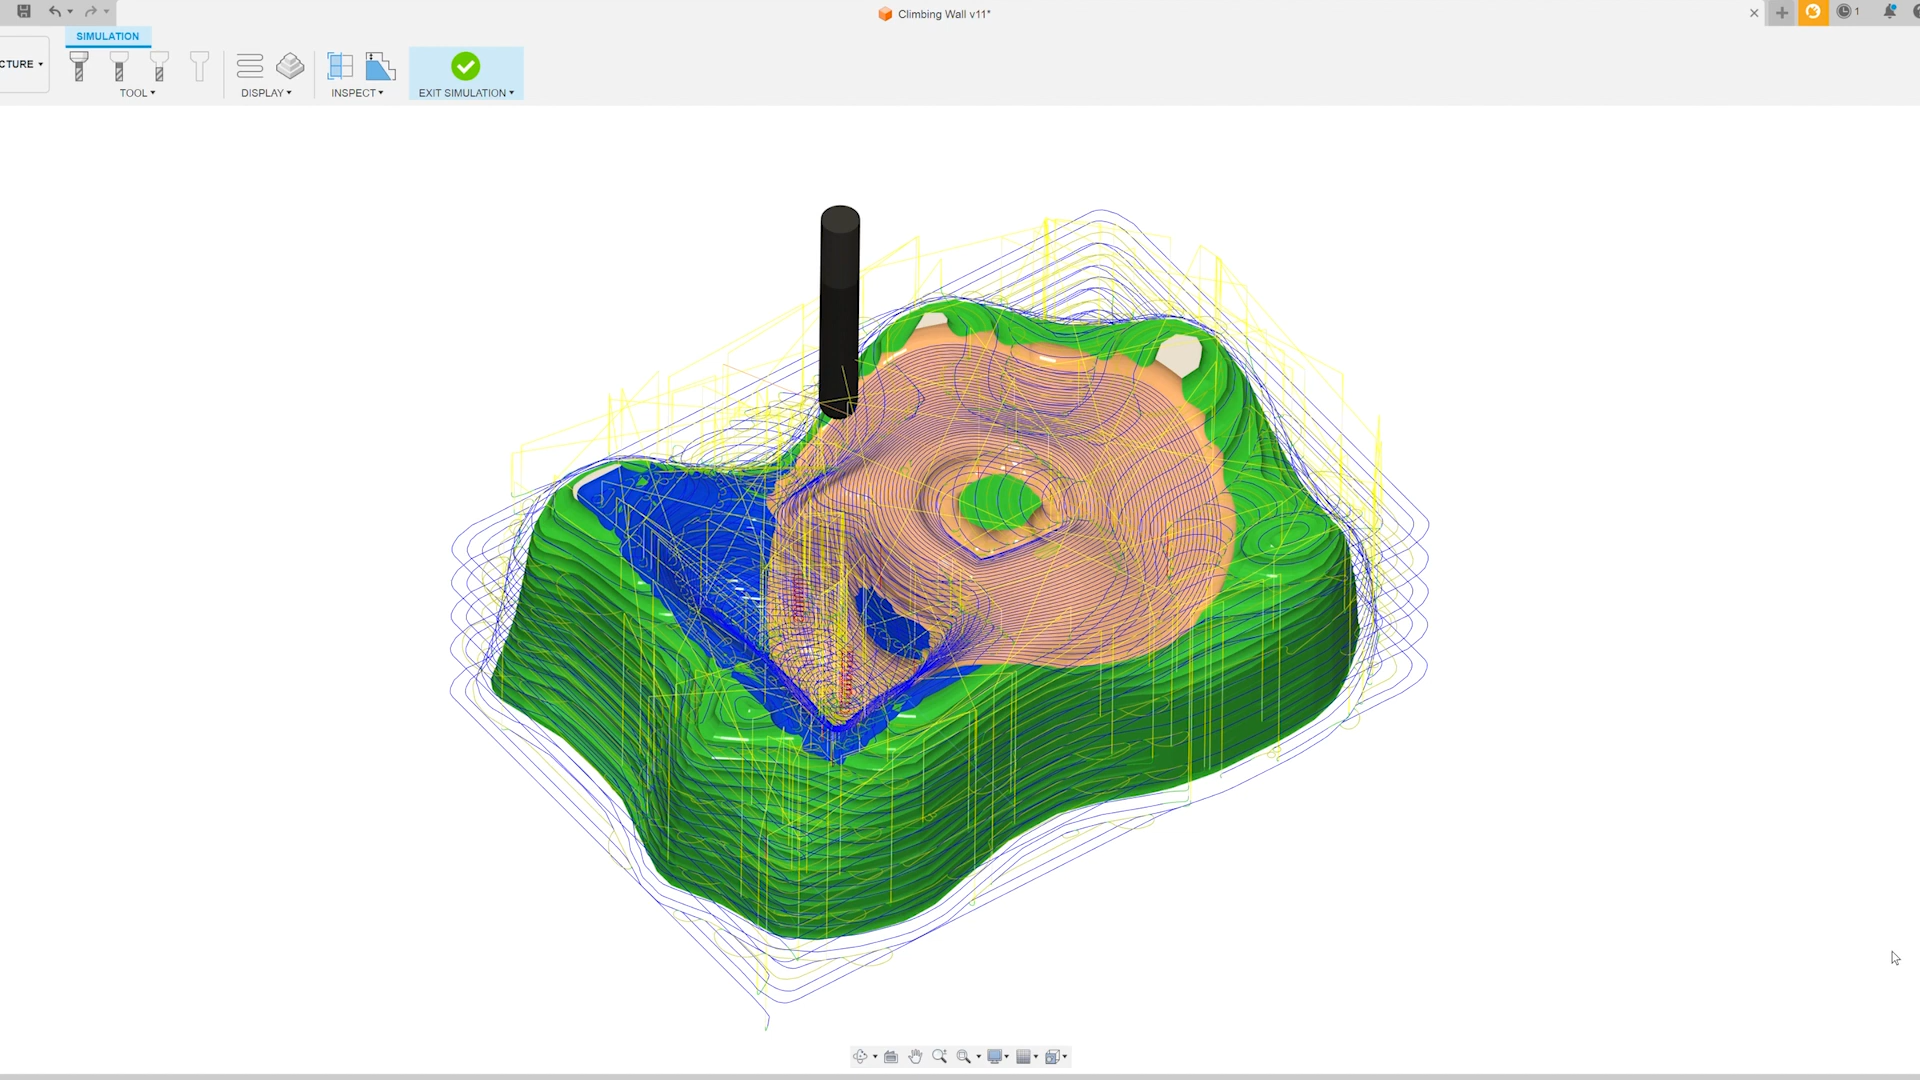 Climbing Wall v11*
1
SIMULATION
CTURE
TOOL
DISPLAY
INSPECT
EXIT SIMULATION